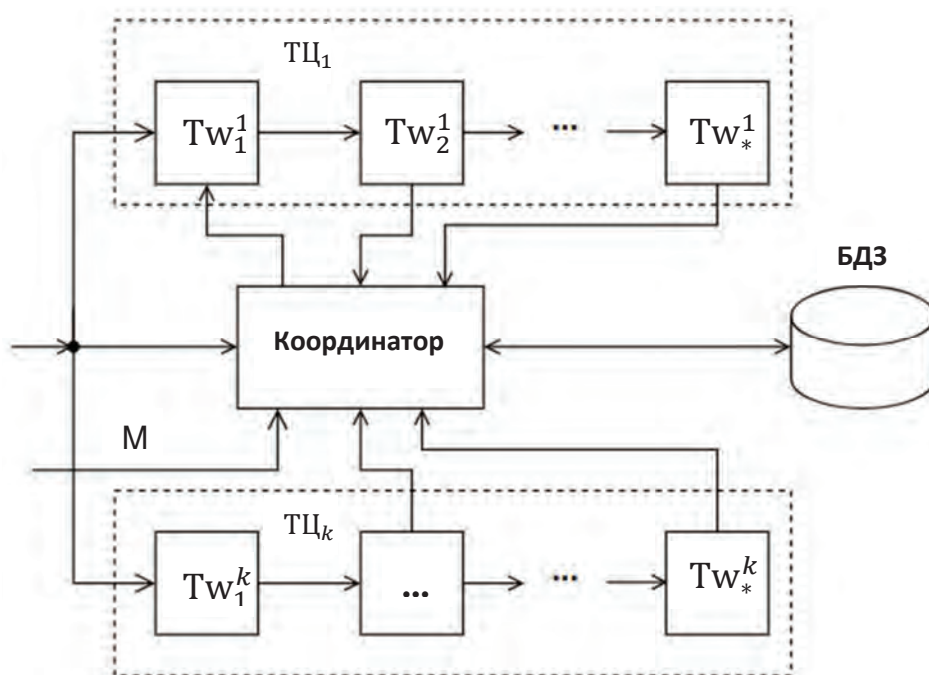 ТЦ₁
Tw₁¹
Tw₂¹
...
Tw∗¹
БДЗ
Координатор
М
ТЦₖ
Tw₁ᵏ
...
...
Tw∗ᵏ